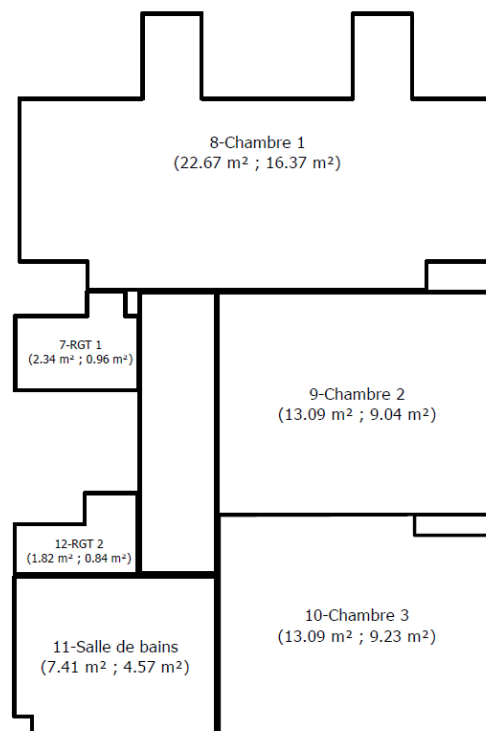 8-Chambre 1
(22.67 m² ; 16.37 m²)
7-RGT 1
(2.34 m² ; 0.96 m²)
9-Chambre 2
(13.09 m² ; 9.04 m²)
12-RGT 2
(1.82 m² ; 0.84 m²)
10-Chambre 3
(13.09 m² ; 9.23 m²)
11-Salle de bains
(7.41 m² ; 4.57 m²)